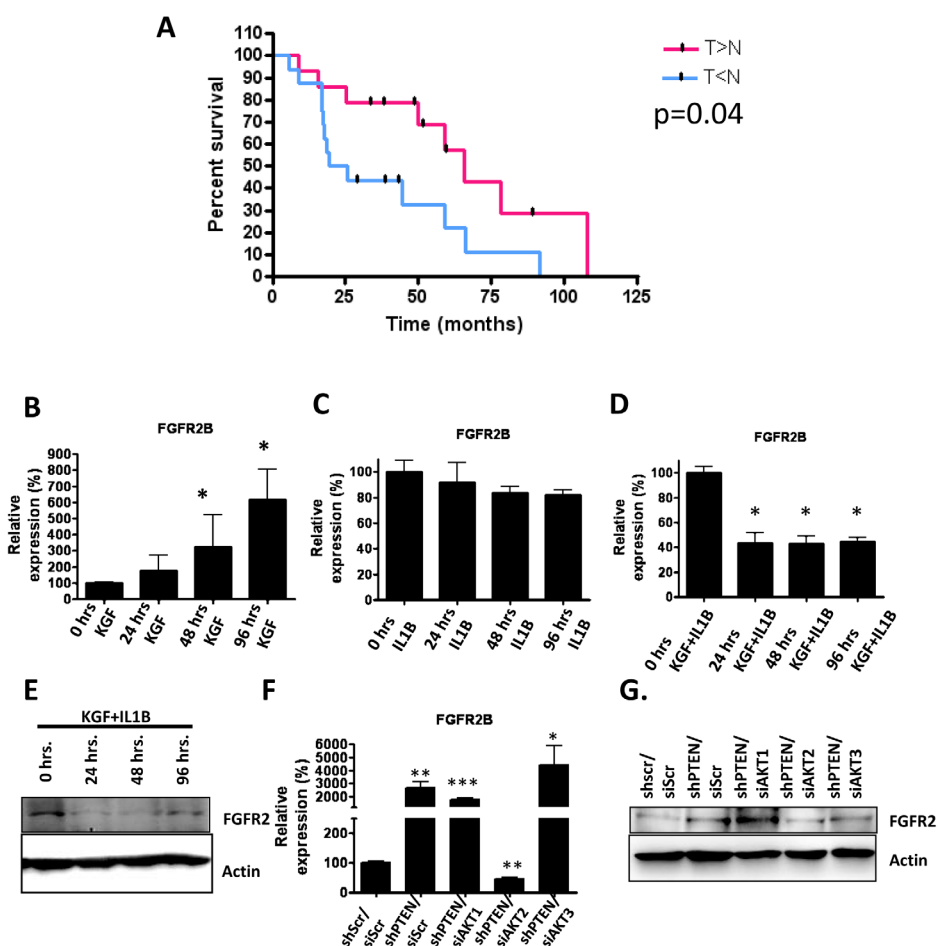 A
110
100
90
80
70
60
50
40
30
20
10
0
Percent survival
0 25 50 75 100 125
Time (months)
T>N
T<N
p=0.04
B
FGFR2B
Relative
expression (%)
900
800
700
600
500
400
300
200
100
0
*
*
0 hrs KGF
24 hrs KGF
48 hrs KGF
96 hrs KGF
C
FGFR2B
Relative
expression (%)
100
80
60
40
20
0
0 hrs IL1B
24 hrs IL1B
48 hrs IL1B
96 hrs IL1B
D
FGFR2B
Relative
expression (%)
100
80
60
40
20
0
* * *
0 hrs KGF+IL1B
24 hrs KGF+IL1B
48 hrs KGF+IL1B
96 hrs KGF+IL1B
E
KGF+IL1B
0 hrs.
24 hrs.
48 hrs.
96 hrs.
FGFR2
Actin
F
FGFR2B
Relative
expression (%)
6000
5000
4000
3000
2000
200
100
0
**
***
**
*
shScr/ siScr
shPTEN/ siScr
shPTEN/ siAKT1
shPTEN/ siAKT2
shPTEN/ siAKT3
G.
shscr/ siScr
shPTEN/ siScr
shPTEN/ siAKT1
shPTEN/ siAKT2
shPTEN/ siAKT3
FGFR2
Actin